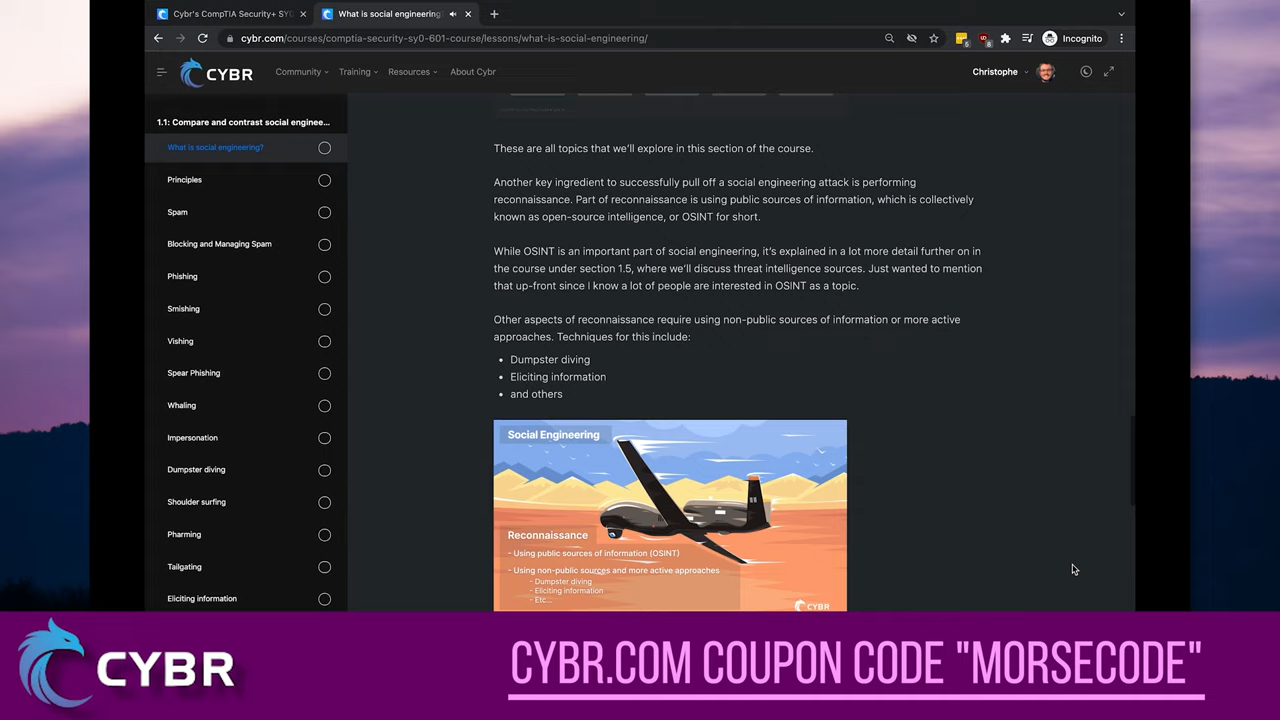 Cybr's CompTIA Security+ SY0
What is social engineering?
cybr.com/courses/comptia-security-sy0-601-course/lessons/what-is-social-engineering/
Incognito
CYBR
Community
Training
Resources
About Cybr
Christophe
1.1: Compare and contrast social enginee...
What is social engineering?
Principles
Spam
Blocking and Managing Spam
Phishing
Smishing
Vishing
Spear Phishing
Whaling
Impersonation
Dumpster diving
Shoulder surfing
Pharming
Tailgating
Eliciting information
These are all topics that we'll explore in this section of the course.
Another key ingredient to successfully pull off a social engineering attack is performing
reconnaissance. Part of reconnaissance is using public sources of information, which is collectively
known as open-source intelligence, or OSINT for short.
While OSINT is an important part of social engineering, it's explained in a lot more detail further on in
the course under section 1.5, where we'll discuss threat intelligence sources. Just wanted to mention
that up-front since I know a lot of people are interested in OSINT as a topic.
Other aspects of reconnaissance require using non-public sources of information or more active
approaches. Techniques for this include:
• Dumpster diving
• Eliciting information
• and others
Social Engineering
Reconnaissance
- Using public sources of information (OSINT)
- Using non-public sources and more active approaches
- Dumpster diving
- Eliciting information
- Etc...
CYBR
CYBR
CYBR.COM COUPON CODE "MORSECODE"